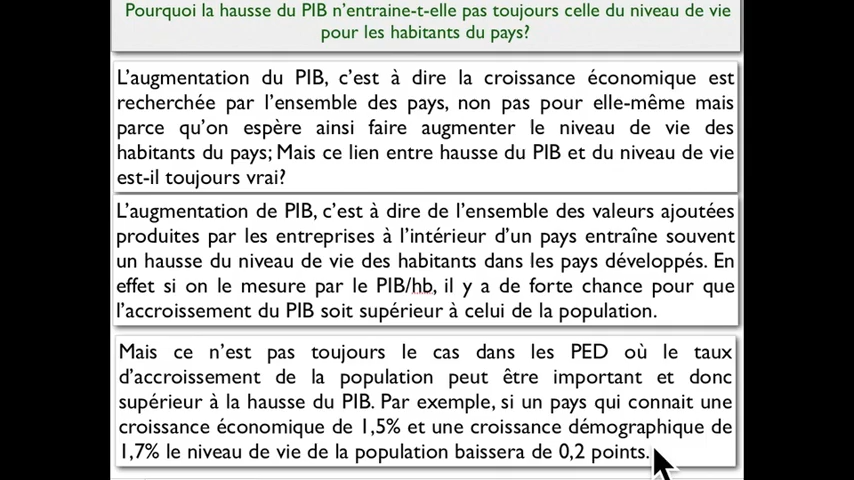 Pourquoi la hausse du PIB n'entraine-t-elle pas toujours celle du niveau de vie
pour les habitants du pays?
L'augmentation du PIB, c'est à dire la croissance économique est
recherchée par l'ensemble des pays, non pas pour elle-même mais
parce qu'on espère ainsi faire augmenter le niveau de vie des
habitants du pays; Mais ce lien entre hausse du PIB et du niveau de vie
est-il toujours vrai?
L'augmentation de PIB, c'est à dire de l'ensemble des valeurs ajoutées
produites par les entreprises à l'intérieur d'un pays entraîne souvent
un hausse du niveau de vie des habitants dans les pays développés. En
effet si on le mesure par le PIB/hb, il y a de forte chance pour que
l'accroissement du PIB soit supérieur à celui de la population.
Mais ce n'est pas toujours le cas dans les PED où le taux
d'accroissement de la population peut être important et donc
supérieur à la hausse du PIB. Par exemple, si un pays qui connait une
croissance économique de 1,5% et une croissance démographique de
1,7% le niveau de vie de la population baissera de 0,2 points.